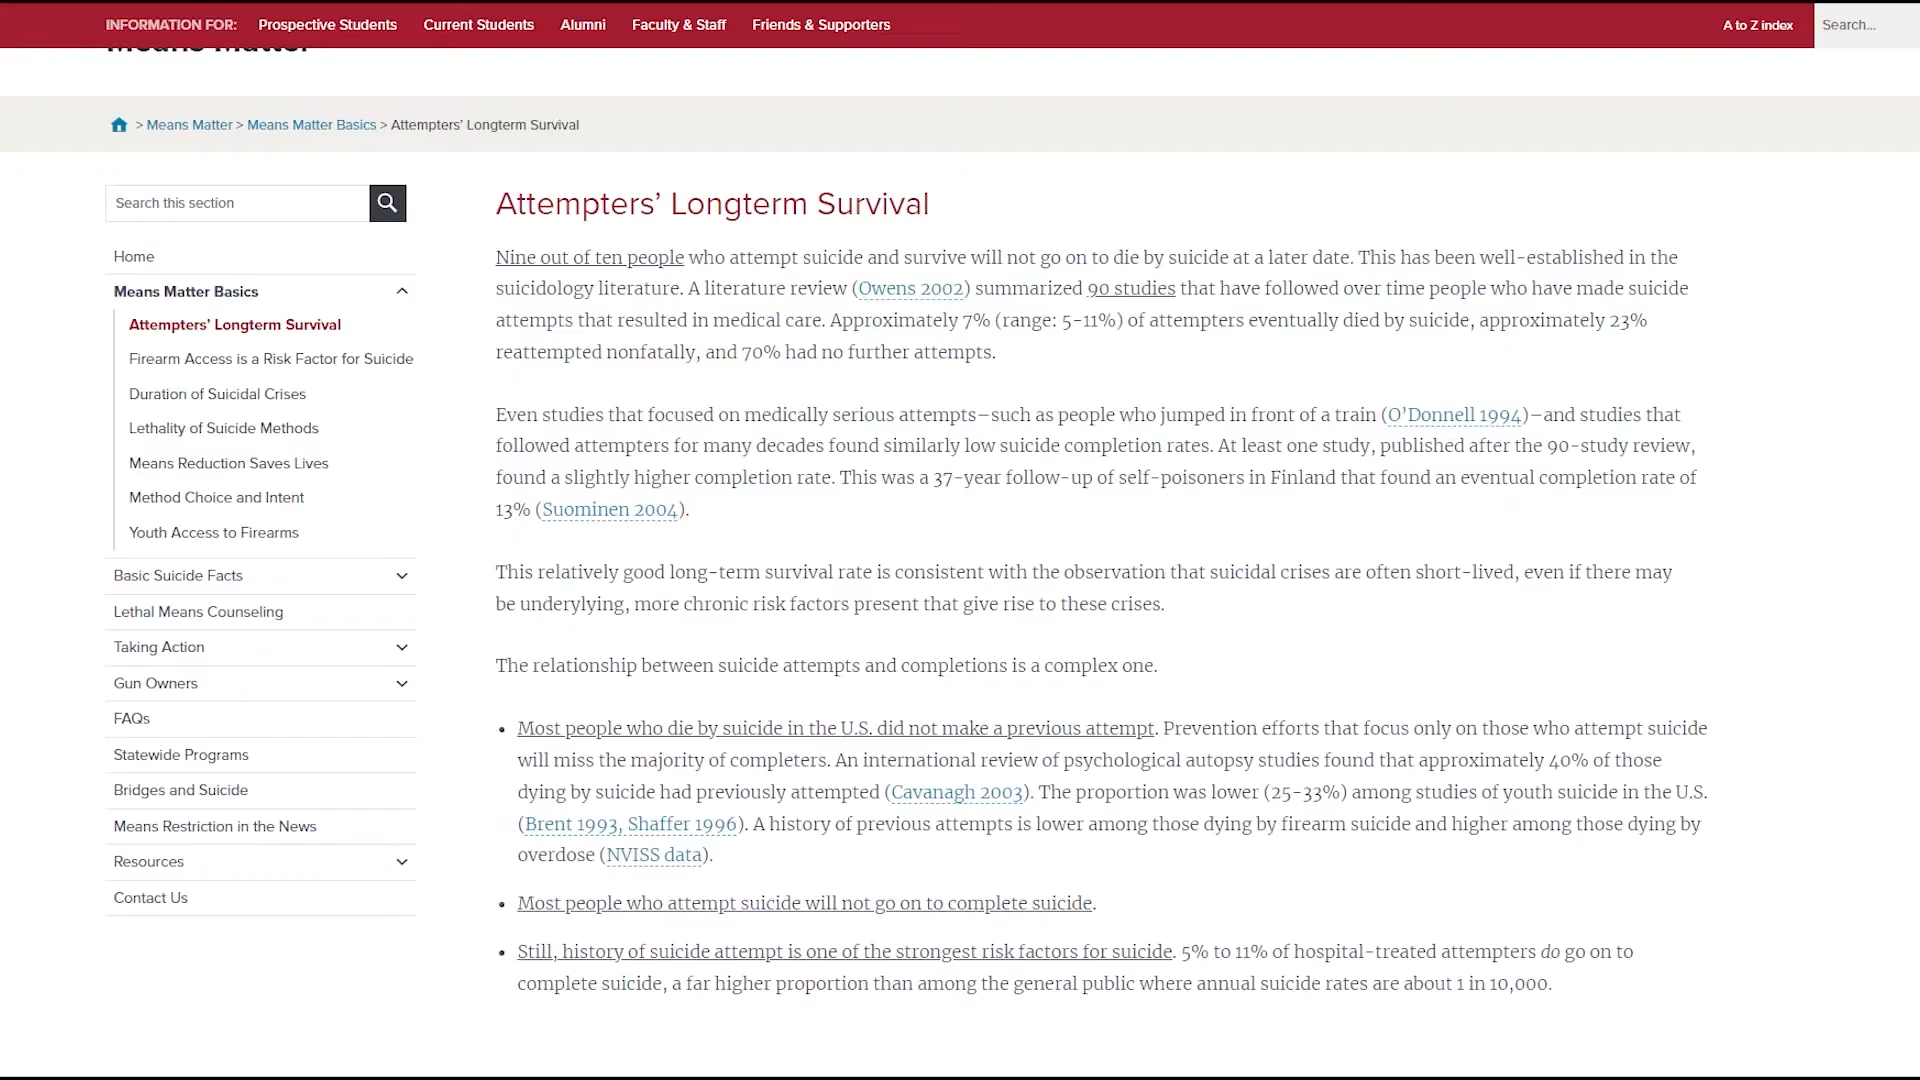 INFORMATION FOR: Prospective Students Current Students Alumni Faculty & Staff Friends & Supporters A to Z index Search...
Means Matter
> Means Matter > Means Matter Basics > Attempters’ Longterm Survival
Search this section
Home
Means Matter Basics
Attempters’ Longterm Survival
Firearm Access is a Risk Factor for Suicide
Duration of Suicidal Crises
Lethality of Suicide Methods
Means Reduction Saves Lives
Method Choice and Intent
Youth Access to Firearms
Basic Suicide Facts
Lethal Means Counseling
Taking Action
Gun Owners
FAQs
Statewide Programs
Bridges and Suicide
Means Restriction in the News
Resources
Contact Us
Attempters’ Longterm Survival
Nine out of ten people who attempt suicide and survive will not go on to die by suicide at a later date. This has been well-established in the
suicidology literature. A literature review (Owens 2002) summarized 90 studies that have followed over time people who have made suicide
attempts that resulted in medical care. Approximately 7% (range: 5-11%) of attempters eventually died by suicide, approximately 23%
reattempted nonfatally, and 70% had no further attempts.
Even studies that focused on medically serious attempts–such as people who jumped in front of a train (O’Donnell 1994)–and studies that
followed attempters for many decades found similarly low suicide completion rates. At least one study, published after the 90-study review,
found a slightly higher completion rate. This was a 37-year follow-up of self-poisoners in Finland that found an eventual completion rate of
13% (Suominen 2004).
This relatively good long-term survival rate is consistent with the observation that suicidal crises are often short-lived, even if there may
be underylying, more chronic risk factors present that give rise to these crises.
The relationship between suicide attempts and completions is a complex one.
• Most people who die by suicide in the U.S. did not make a previous attempt. Prevention efforts that focus only on those who attempt suicide
will miss the majority of completers. An international review of psychological autopsy studies found that approximately 40% of those
dying by suicide had previously attempted (Cavanagh 2003). The proportion was lower (25-33%) among studies of youth suicide in the U.S.
(Brent 1993, Shaffer 1996). A history of previous attempts is lower among those dying by firearm suicide and higher among those dying by
overdose (NVISS data).
• Most people who attempt suicide will not go on to complete suicide.
• Still, history of suicide attempt is one of the strongest risk factors for suicide. 5% to 11% of hospital-treated attempters do go on to
complete suicide, a far higher proportion than among the general public where annual suicide rates are about 1 in 10,000.